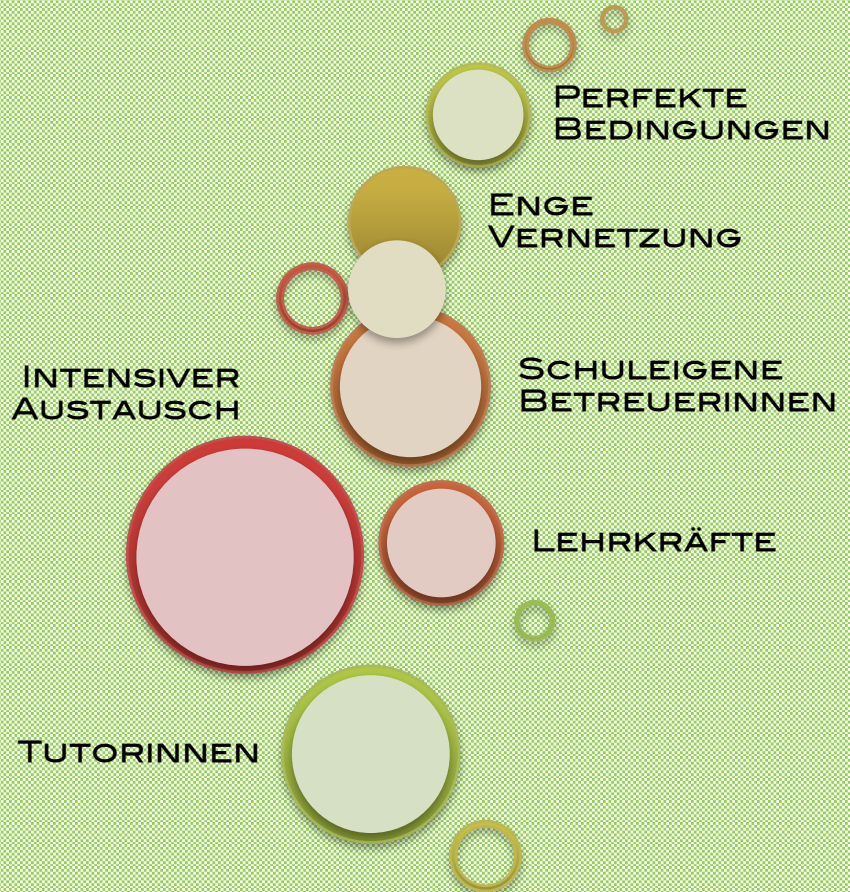 Perfekte
Bedingungen
Enge
Vernetzung
Intensiver
Austausch
Schuleigene
Betreuerinnen
Lehrkräfte
Tutorinnen